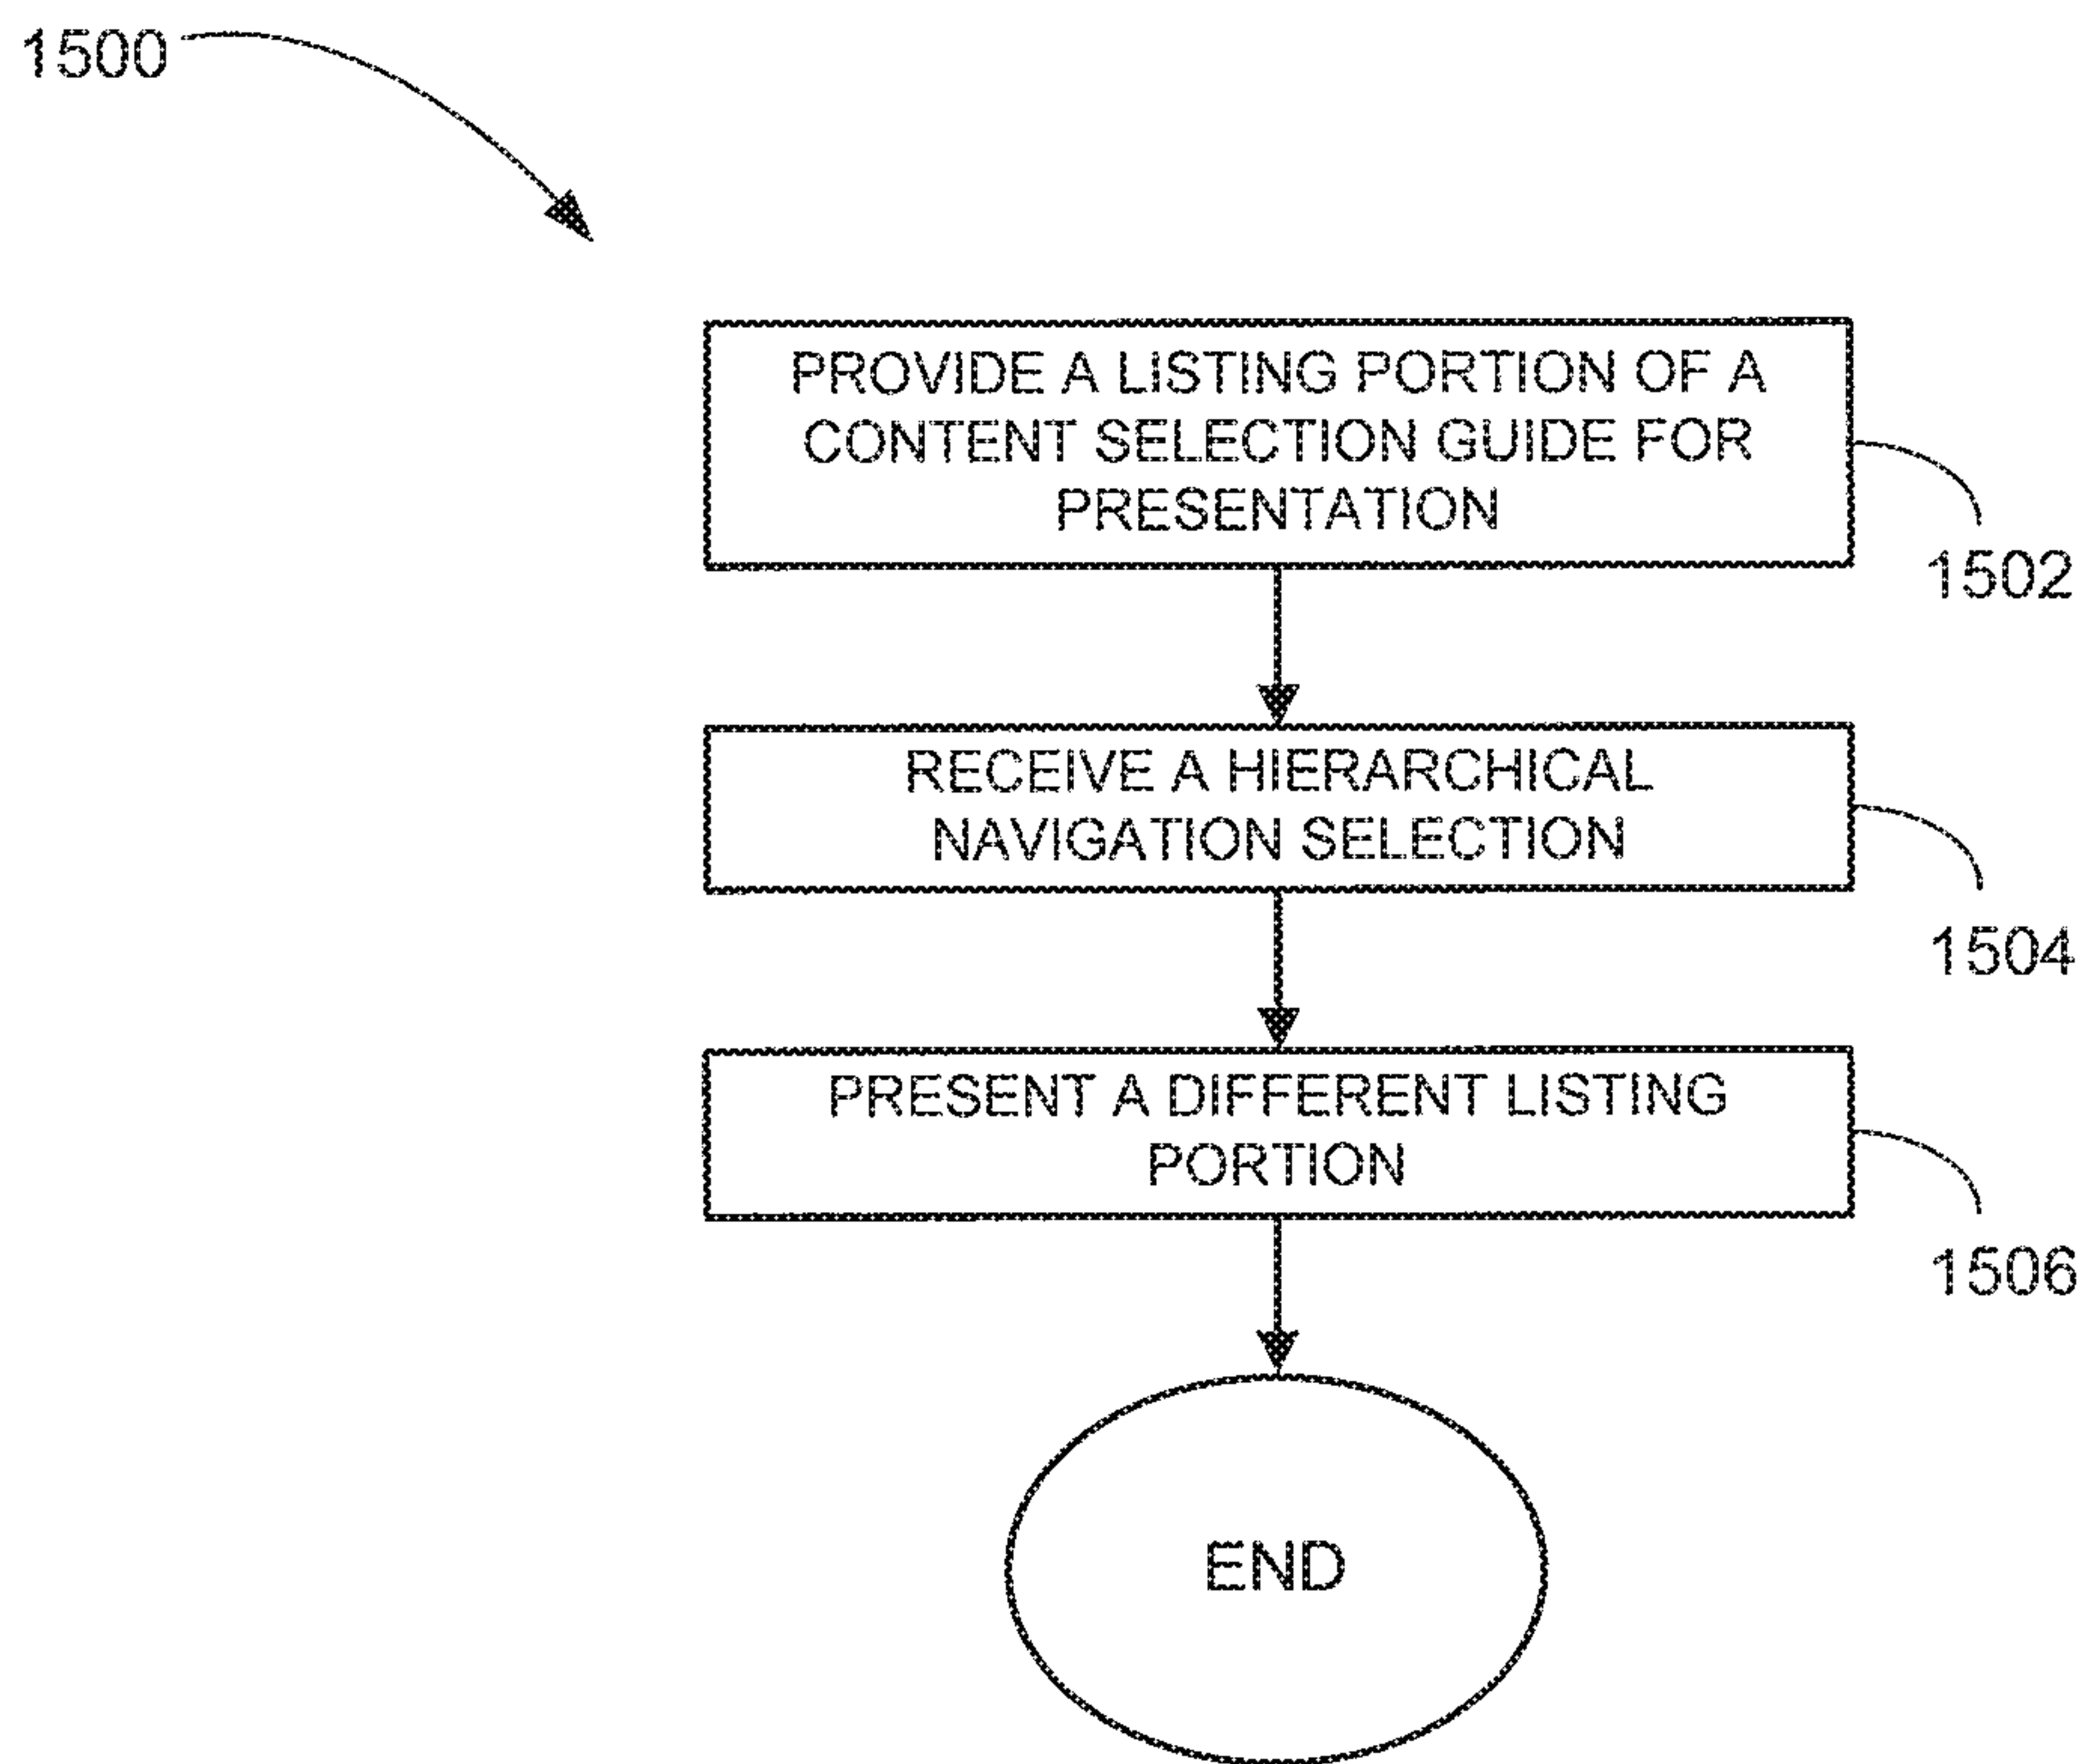 1500
PROVIDE A LISTING PORTION OF A
CONTENT SELECTION GUIDE FOR
PRESENTATION
1502
RECEIVE A HIERARCHICAL
NAVIGATION SELECTION
1504
PRESENT A DIFFERENT LISTING
PORTION
1506
END